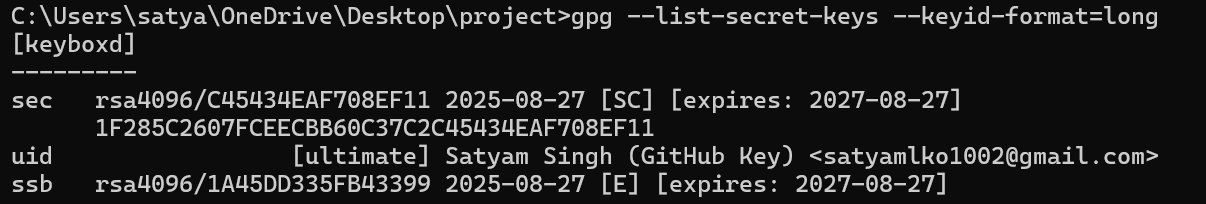 C:\Users\satya\OneDrive\Desktop\project>gpg --list-secret-keys --keyid-format=long
[keyboxd]
---------
sec   rsa4096/C45434EAF708EF11 2025-08-27 [SC] [expires: 2027-08-27]
      1F285C2607FCEECBB60C37C2C45434EAF708EF11
uid                 [ultimate] Satyam Singh (GitHub Key) <satyamlko1002@gmail.com>
ssb   rsa4096/1A45DD335FB43399 2025-08-27 [E] [expires: 2027-08-27]